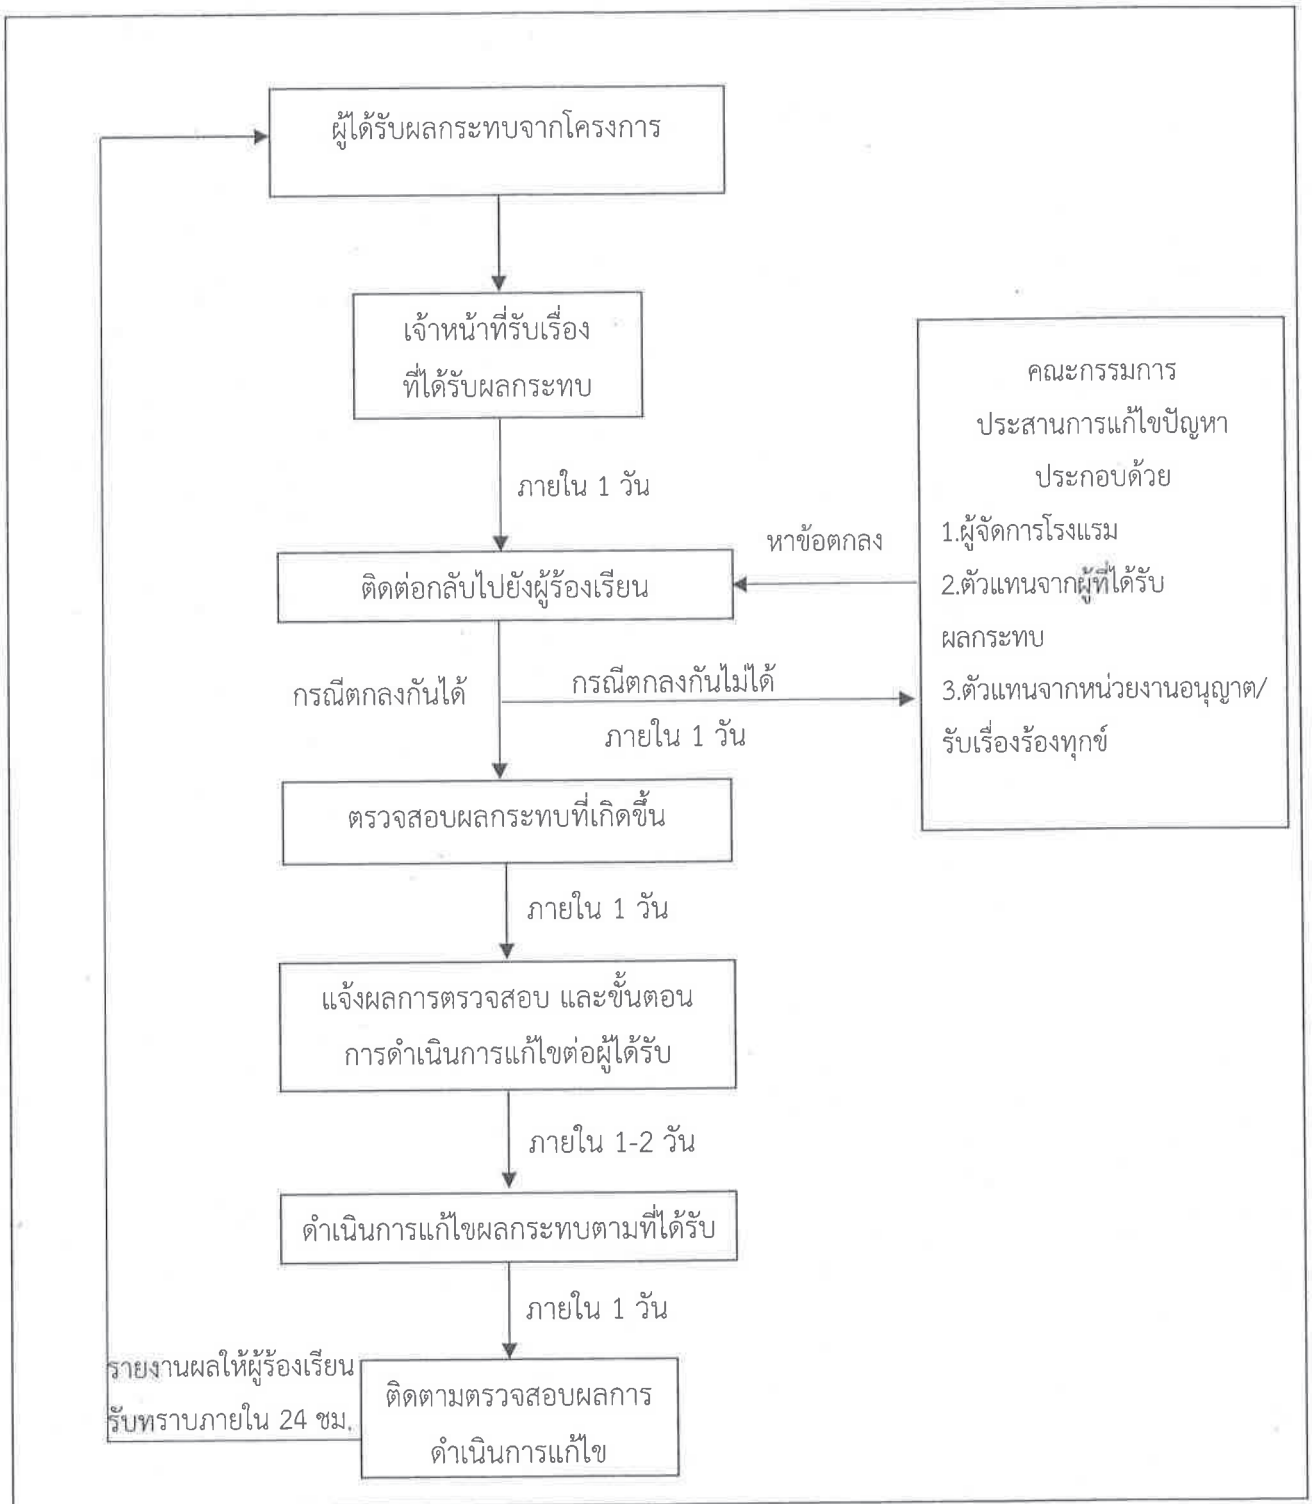 ผู้ได้รับผลกระทบจากโครงการ
เจ้าหน้าที่รับเรื่อง
ที่ได้รับผลกระทบ
ภายใน 1 วัน
ติดต่อกลับไปยังผู้ร้องเรียน
หาข้อตกลง
คณะกรรมการ
ประสานการแก้ไขปัญหา
ประกอบด้วย
1.ผู้จัดการโรงแรม
2.ตัวแทนจากผู้ที่ได้รับ
ผลกระทบ
3.ตัวแทนจากหน่วยงานอนุญาต/
รับเรื่องร้องทุกข์
กรณีตกลงกันได้
กรณีตกลงกันไม่ได้
ภายใน 1 วัน
ตรวจสอบผลกระทบที่เกิดขึ้น
ภายใน 1 วัน
แจ้งผลการตรวจสอบ และขั้นตอน
การดำเนินการแก้ไขต่อผู้ได้รับ
ภายใน 1-2 วัน
ดำเนินการแก้ไขผลกระทบตามที่ได้รับ
ภายใน 1 วัน
รายงานผลให้ผู้ร้องเรียน
รับทราบภายใน 24 ชม.
ติดตามตรวจสอบผลการ
ดำเนินการแก้ไข